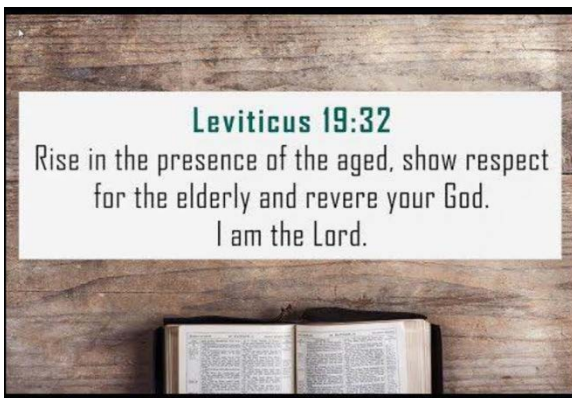 Leviticus 19:32
Rise in the presence of the aged, show respect
for the elderly and revere your God.
I am the Lord.